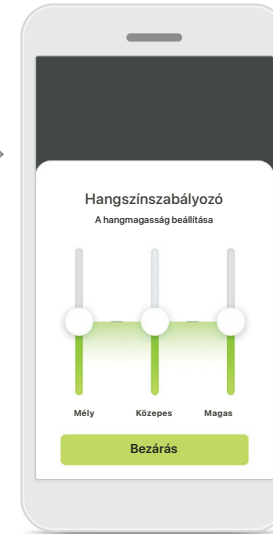 Hangszínszabályozó
A hangmagasság beállítása
Mély Közepes Magas
Bezárás